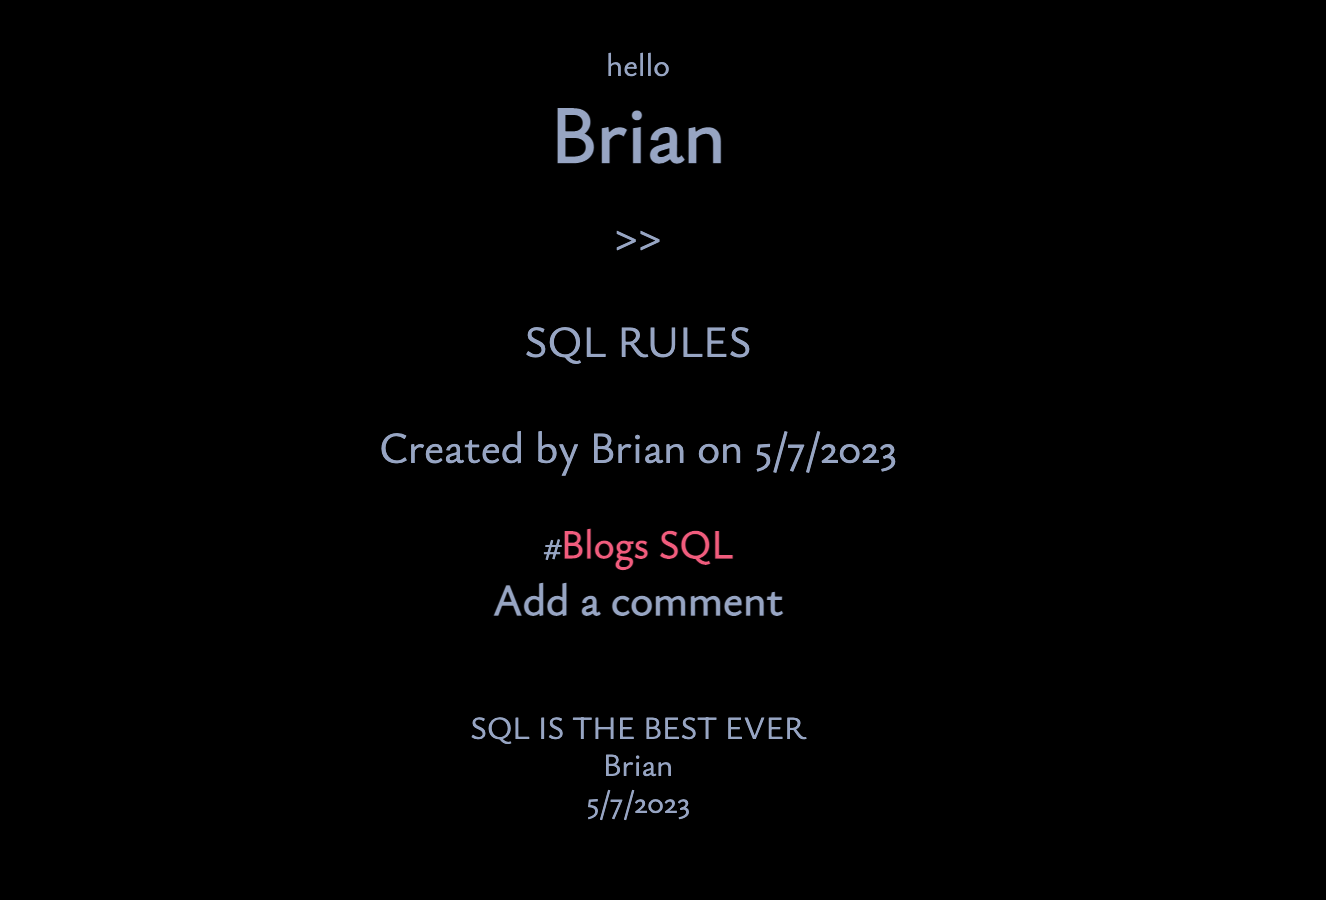 hello
Brian
>>
SQL RULES
Created by Brian on 5/7/2023
#Blogs SQL
Add a comment
SQL IS THE BEST EVER
Brian
5/7/2023